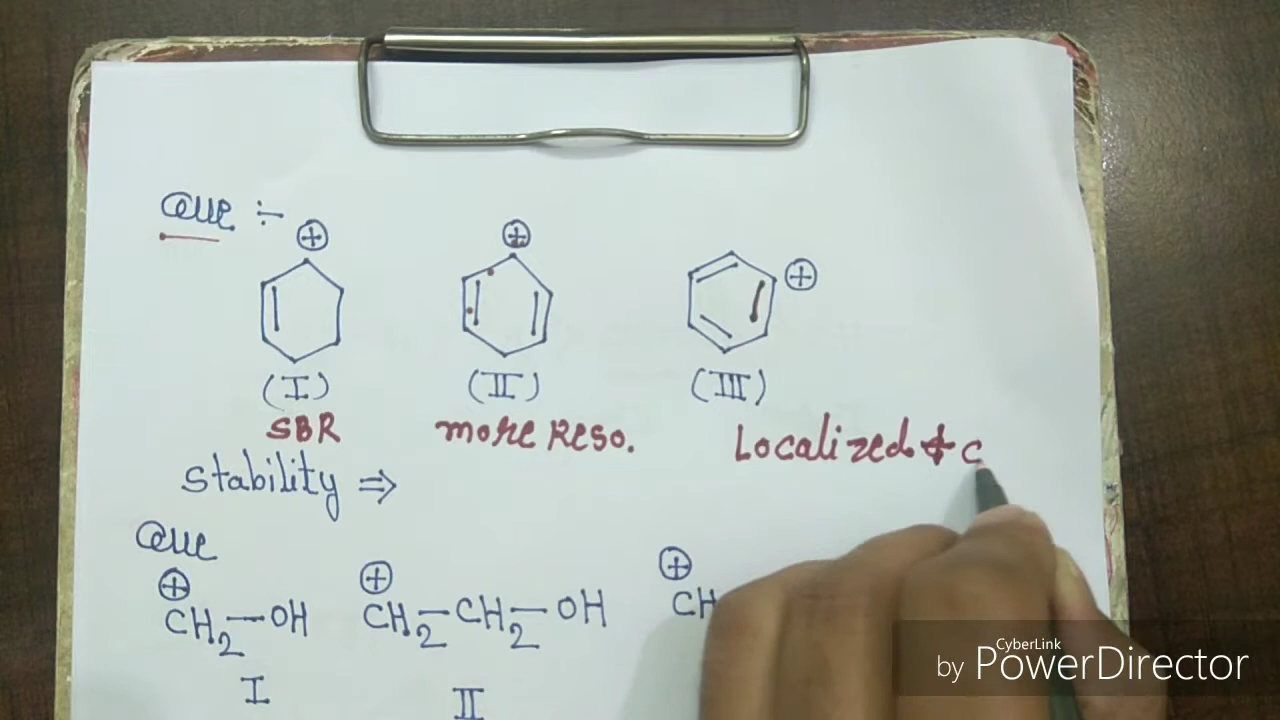 Que :-
⊕ ⊕ ⊕
(I) (II) (III)
SBR more Reso. Localized + c
Stability ⇒
Que
⊕ ⊕ ⊕
CH2-OH CH2-CH2-OH CH
I II
CyberLink
by PowerDirector